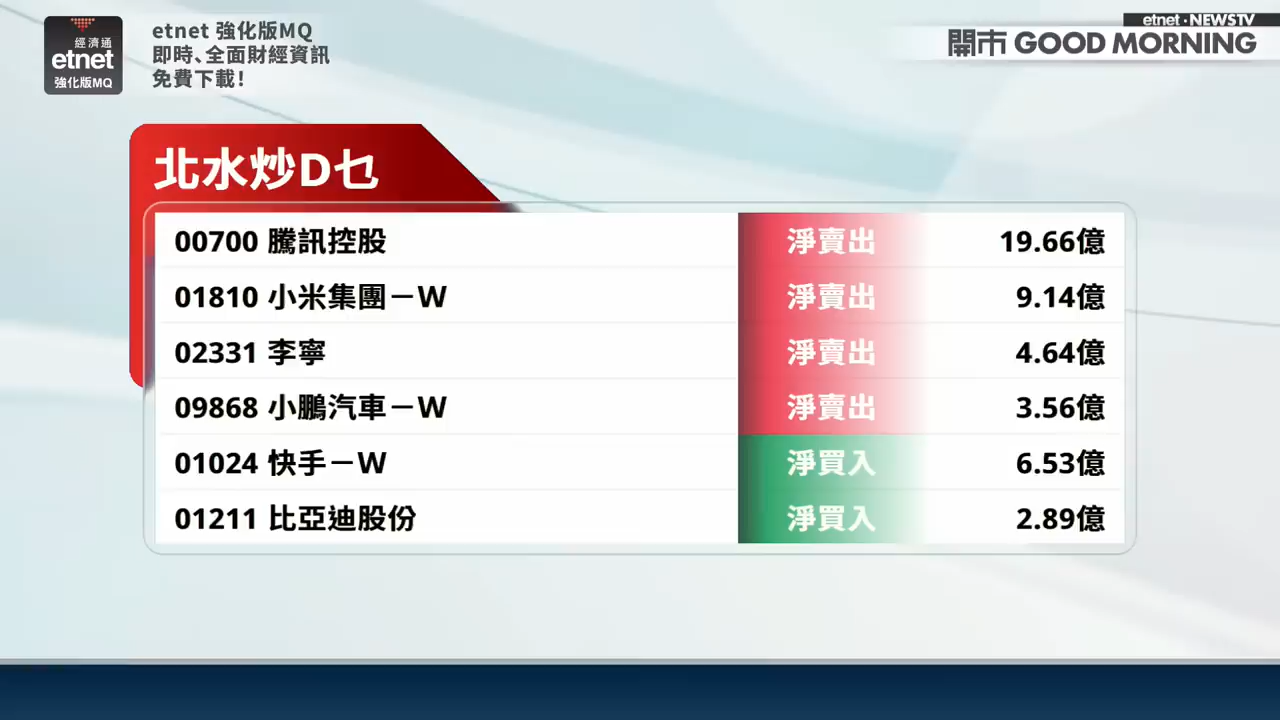 經濟通
etnet
強化版MQ
etnet 強化版MQ
即時、全面財經資訊
免費下載!
etnet·NEWSTV
開市 GOOD MORNING
北水炒D乜
00700 騰訊控股 淨賣出 19.66億
01810 小米集團－W 淨賣出 9.14億
02331 李寧 淨賣出 4.64億
09868 小鵬汽車－W 淨賣出 3.56億
01024 快手－W 淨買入 6.53億
01211 比亞迪股份 淨買入 2.89億